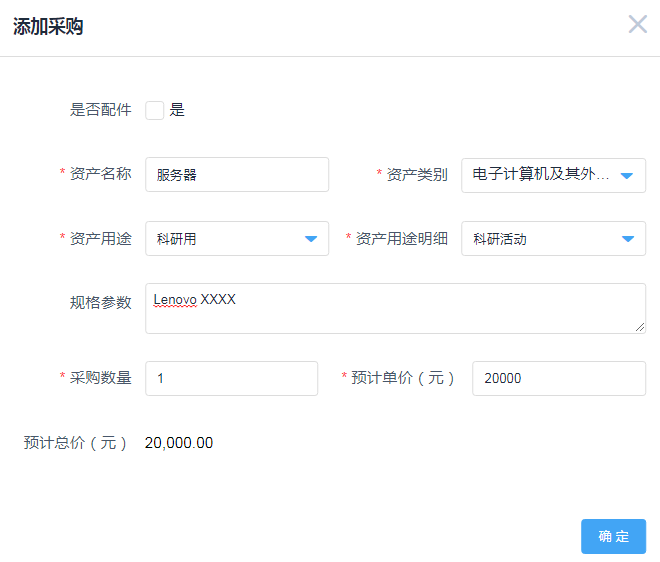 添加采购
是否配件 是
* 资产名称 服务器 * 资产类别 电子计算机及其外...
* 资产用途 科研用 * 资产用途明细 科研活动
规格参数 Lenovo XXXX
* 采购数量 1 * 预计单价（元） 20000
预计总价（元） 20,000.00
确 定